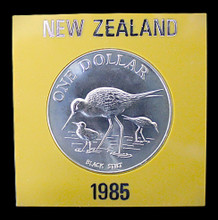 NEW ZEALAND
ONE DOLLAR
BLACK STILT
1985